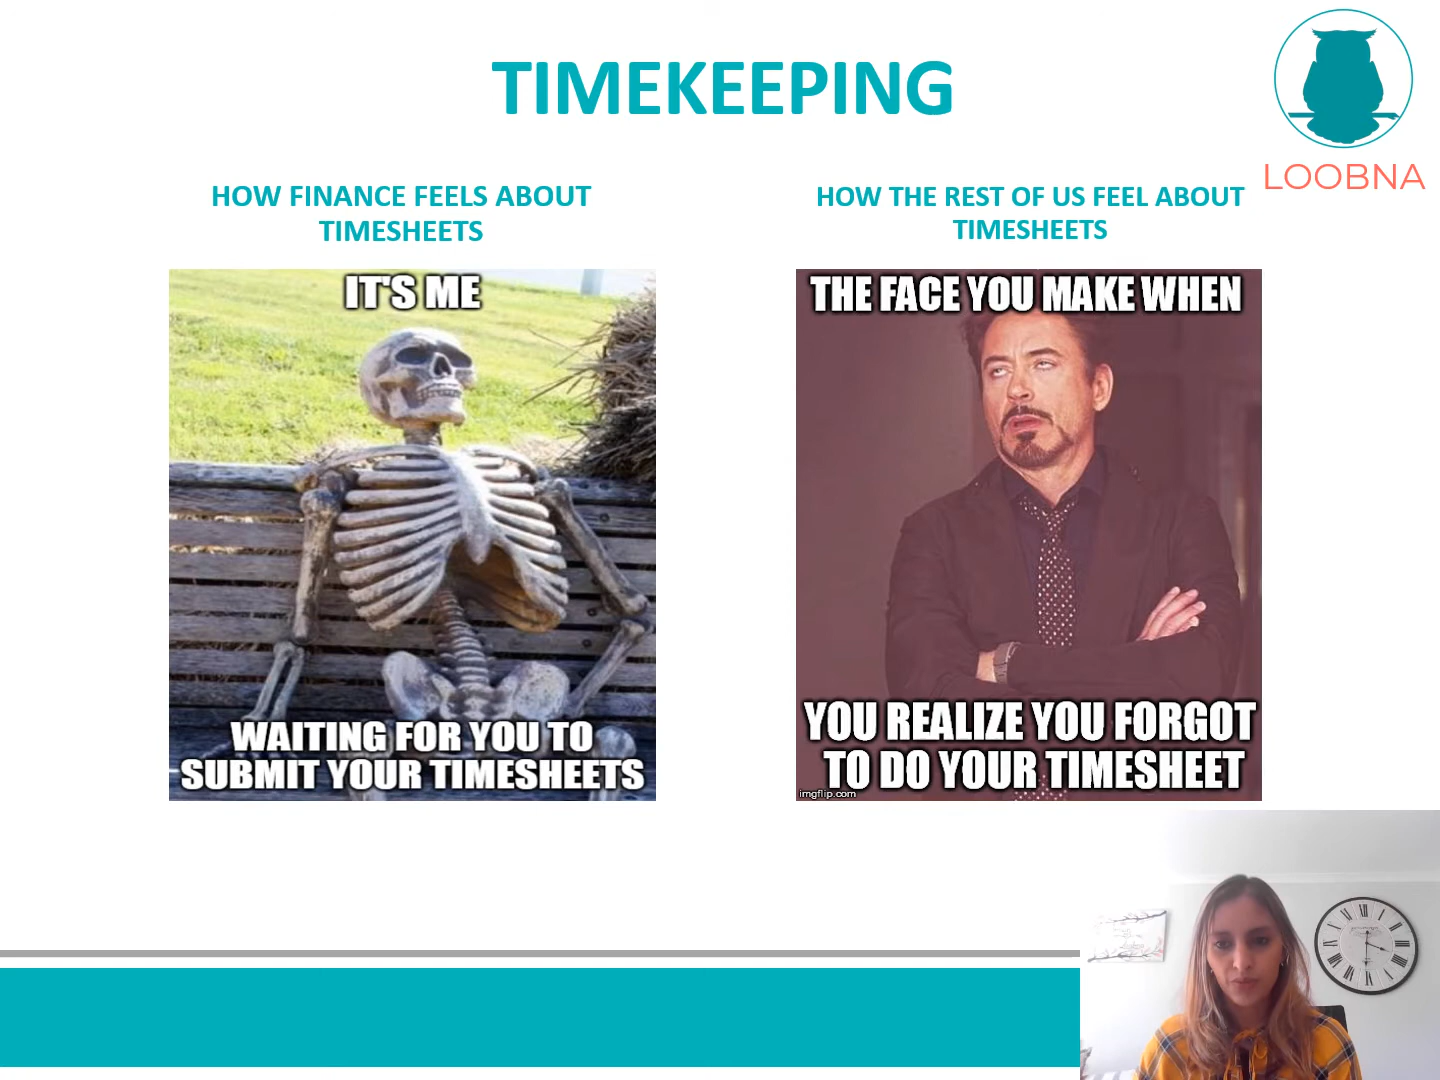 TIMEKEEPING
LOOBNA
HOW FINANCE FEELS ABOUT
TIMESHEETS
IT'S ME
WAITING FOR YOU TO
SUBMIT YOUR TIMESHEETS
HOW THE REST OF US FEEL ABOUT
TIMESHEETS
THE FACE YOU MAKE WHEN
YOU REALIZE YOU FORGOT
TO DO YOUR TIMESHEET
imgflip.com